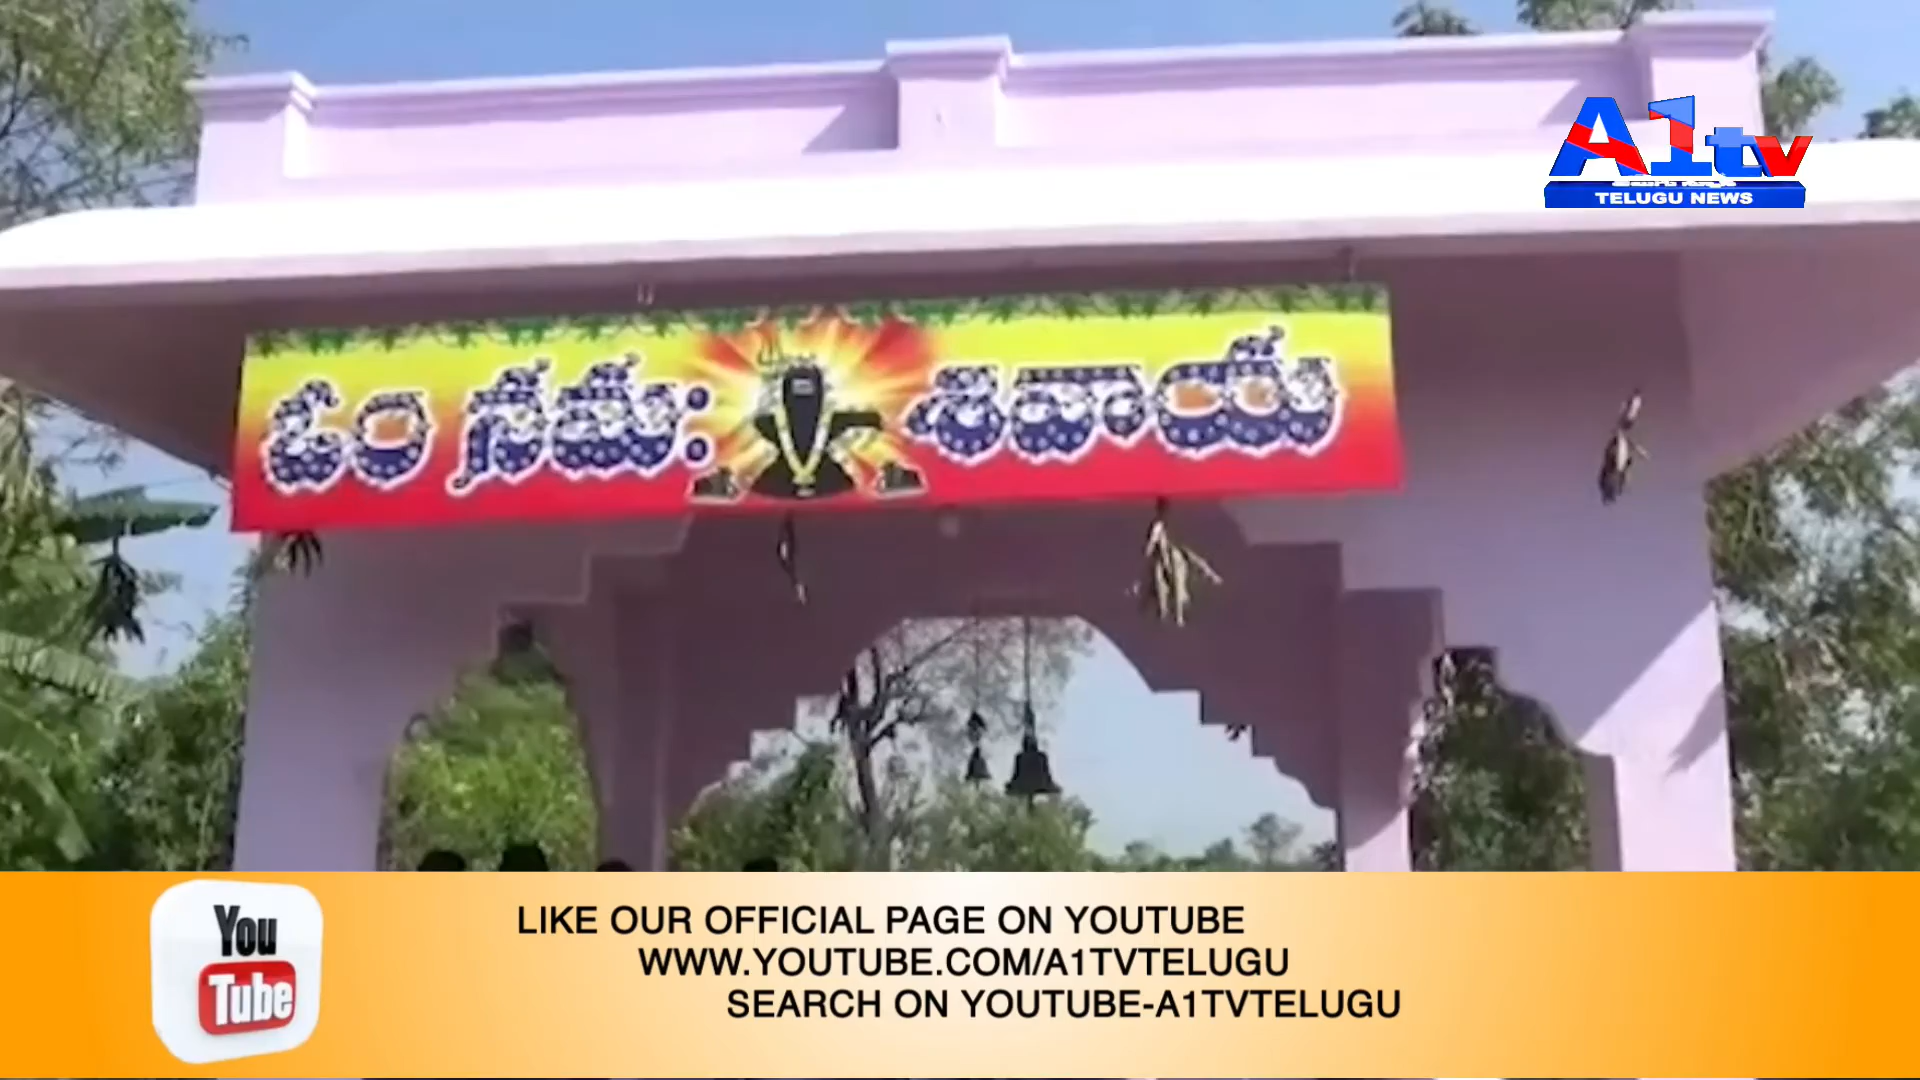 A1tv
TELUGU NEWS
ఓం నమః శివాయ
You
Tube
LIKE OUR OFFICIAL PAGE ON YOUTUBE
WWW.YOUTUBE.COM/A1TVTELUGU
SEARCH ON YOUTUBE-A1TVTELUGU